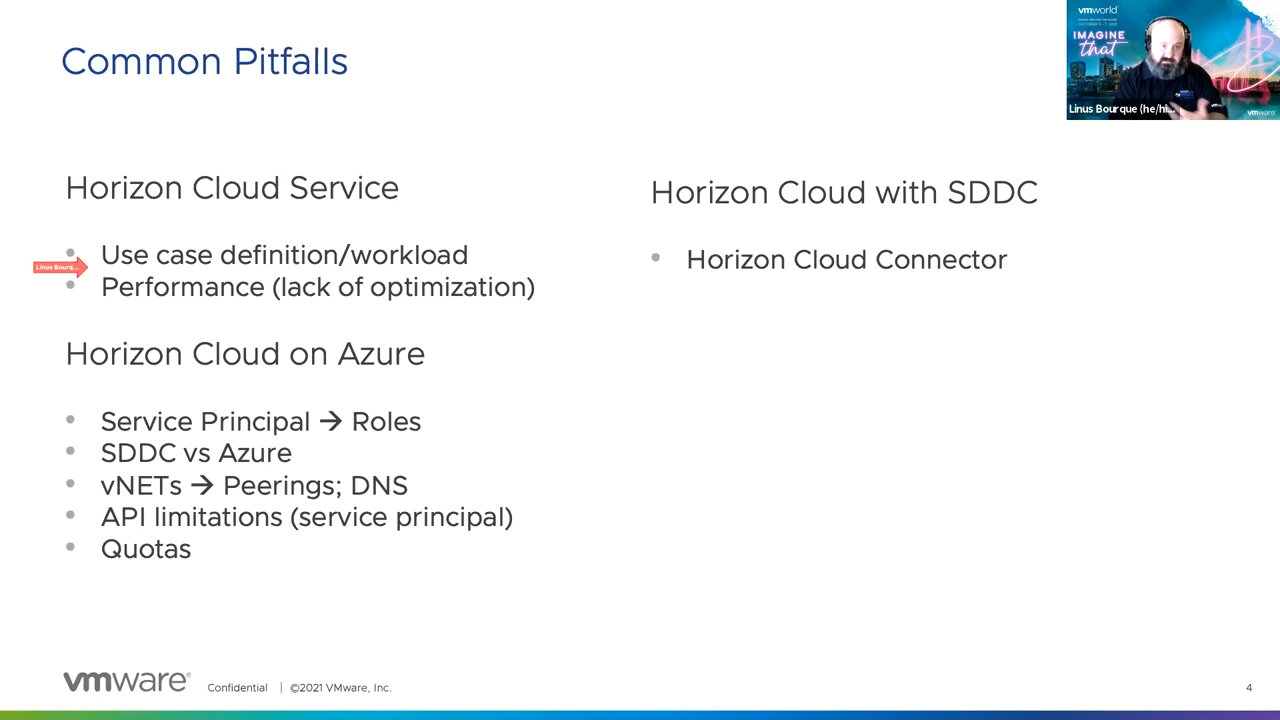 Common Pitfalls
vmworld
IMAGINE
that
Linus Bourque (he/hi...
vmware
Horizon Cloud Service
Use case definition/workload
Linus Bourq...
Performance (lack of optimization)
Horizon Cloud on Azure
Service Principal → Roles
SDDC vs Azure
vNETs → Peerings; DNS
API limitations (service principal)
Quotas
Horizon Cloud with SDDC
Horizon Cloud Connector
vmware®
Confidential | ©2021 VMware, Inc.
4